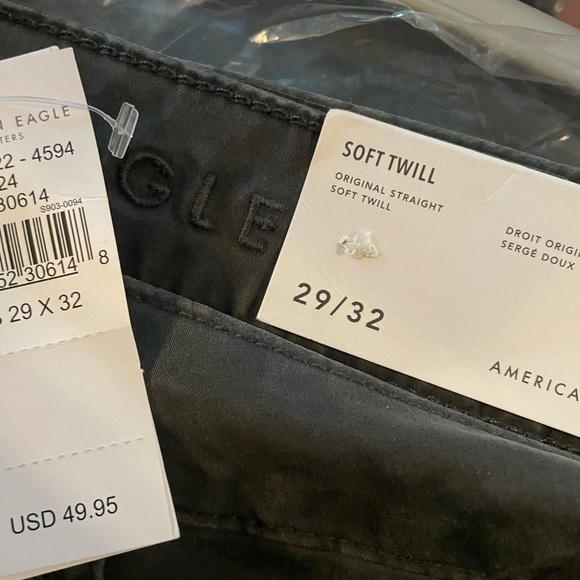 N EAGLE
TERS
22 - 4594
24
30614
S903-0094
52 30614 8
29 X 32
USD 49.95
GLE
SOFT TWILL
ORIGINAL STRAIGHT
SOFT TWILL
DROIT ORIGI
SERGÉ DOUX
29/32
AMERICA